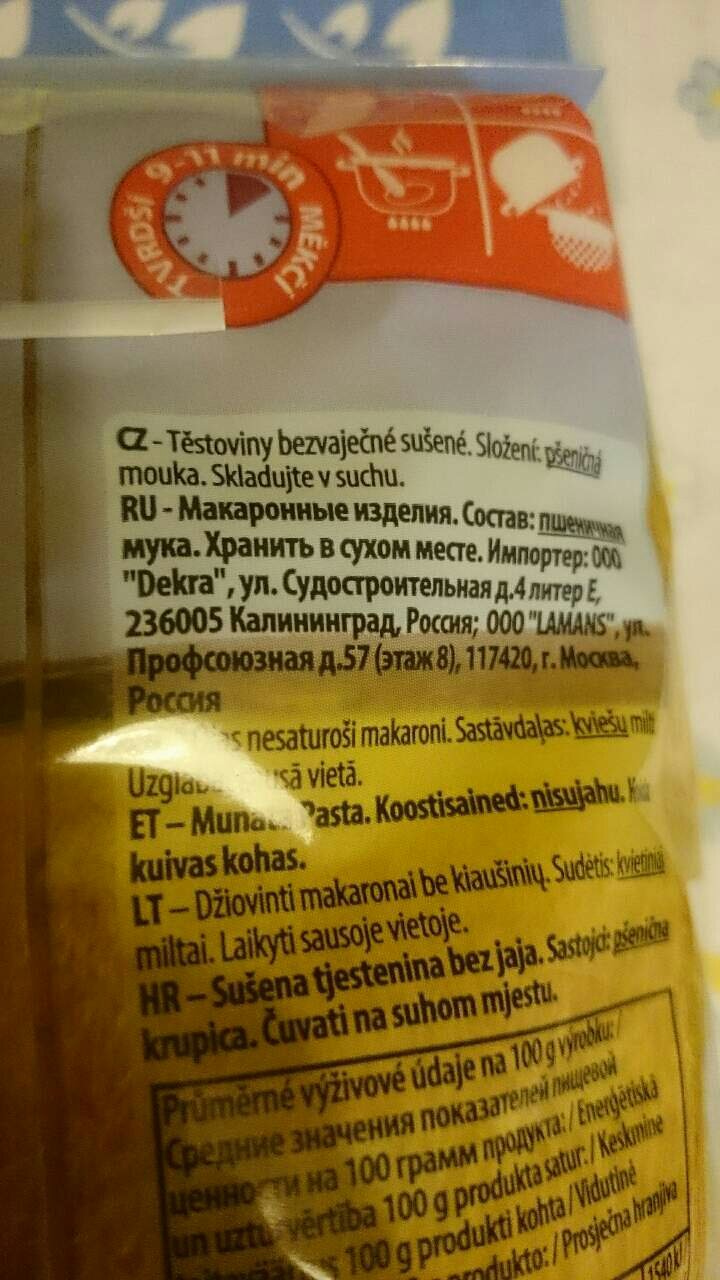 TVRDŠÍ 9-11 min MĚKČÍ
CZ - Těstoviny bezvaječné sušené. Složení: pšeničná
mouka. Skladujte v suchu.
RU - Макаронные изделия. Состав: пшеничная
мука. Хранить в сухом месте. Импортер: ООО
"Dekra", ул. Судостроительная д.4 литер Е,
236005 Калининград, Россия; ООО "LAMANS", ул.
Профсоюзная д.57 (этаж 8), 117420, г. Москва,
Россия
nesaturoši makaroni. Sastāvdaļas: kviešu milti
vietā.
ET – Pasta. Koostisained: nisujahu.
kuivas kohas.
LT – Džiovinti makaronai be kiaušinių. Sudėtis: kvietiniai
miltai. Laikyti sausoje vietoje.
HR – Sušena tjestenina bez jaja. Sastojci: pšenična
krupica. Čuvati na suhom mjestu.
Průměrné výživové údaje na 100 g výrobku: /
Средние значения показателей пищевой
ценности на 100 грамм продукта: / Enerģētiskā
un vērtība 100 g produkta satur: / Keskmine
100 g produkti kohta / Vidutinė
/ Prosječna hranjiva
1540 kJ